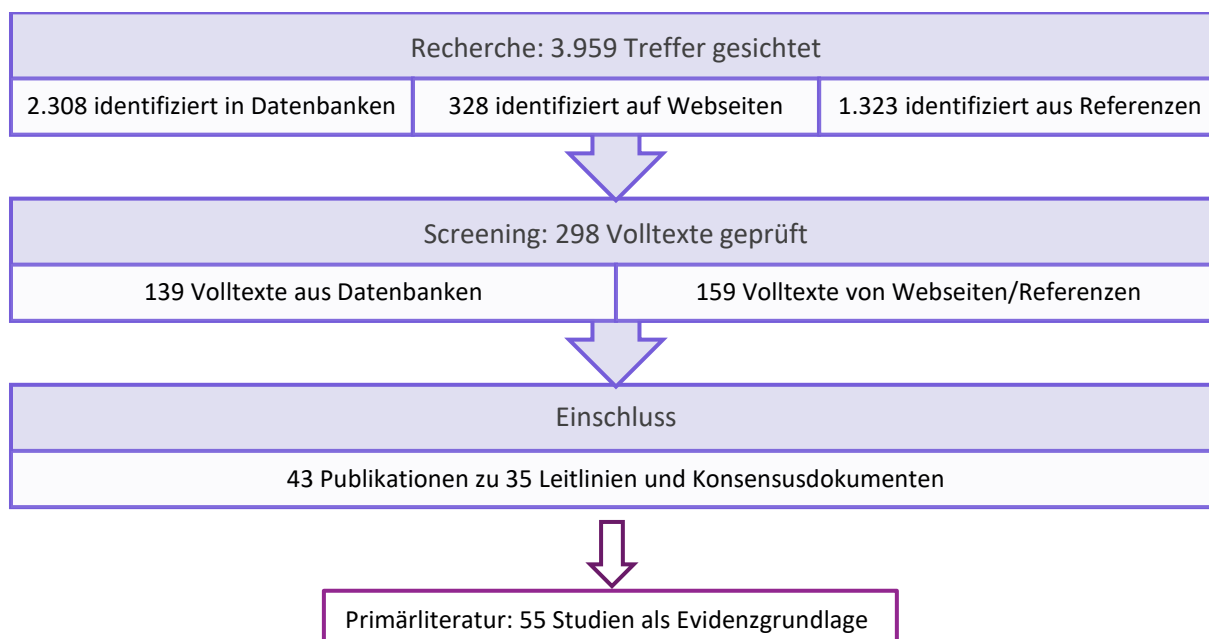 Recherche: 3.959 Treffer gesichtet
2.308 identifiziert in Datenbanken
328 identifiziert auf Webseiten
1.323 identifiziert aus Referenzen
Screening: 298 Volltexte geprüft
139 Volltexte aus Datenbanken
159 Volltexte von Webseiten/Referenzen
Einschluss
43 Publikationen zu 35 Leitlinien und Konsensusdokumenten
Primärliteratur: 55 Studien als Evidenzgrundlage